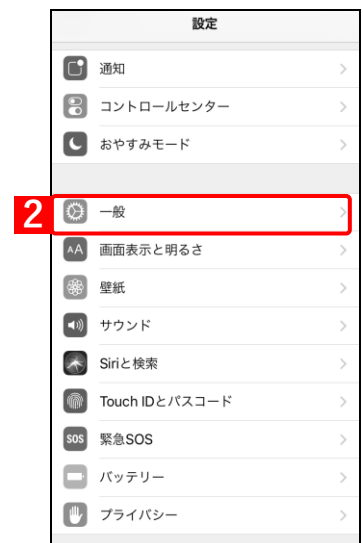 設定
通知
コントロールセンター
おやすみモード
2
一般
AA
画面表示と明るさ
壁紙
サウンド
Siriと検索
Touch IDとパスコード
SOS
緊急SOS
バッテリー
プライバシー